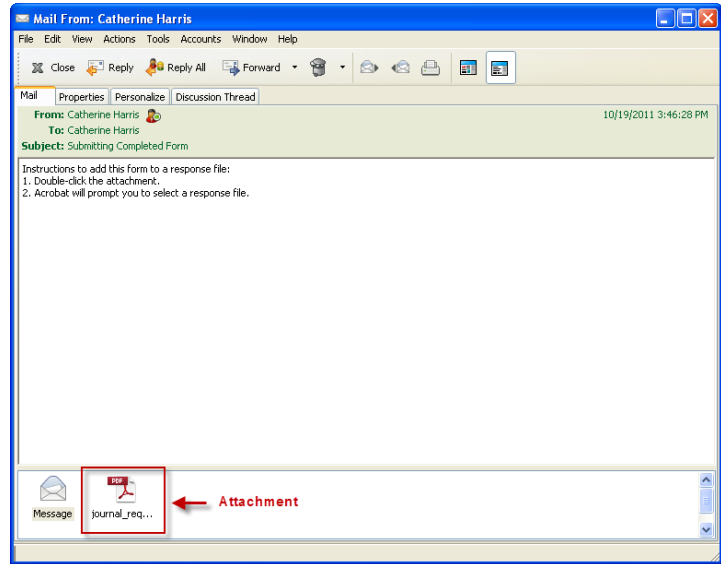 Mail From: Catherine Harris
File Edit View Actions Tools Accounts Window Help
Close Reply Reply All Forward
Mail Properties Personalize Discussion Thread
From: Catherine Harris 10/19/2011 3:46:28 PM
To: Catherine Harris
Subject: Submitting Completed Form
Instructions to add this form to a response file:
1. Double-click the attachment.
2. Acrobat will prompt you to select a response file.
PDF
Attachment
Message journal_req...